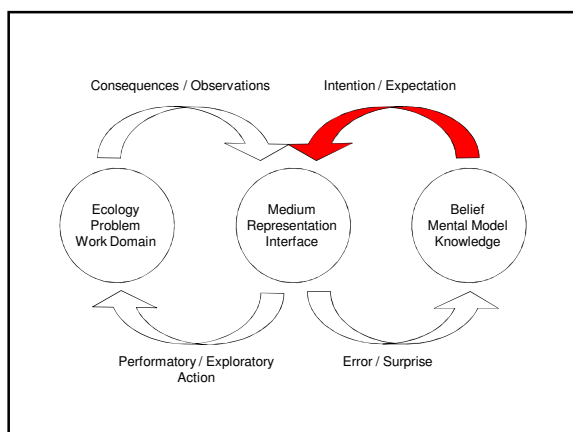 Consequences / Observations
Intention / Expectation
Ecology
Problem
Work Domain
Medium
Representation
Interface
Belief
Mental Model
Knowledge
Performatory / Exploratory
Action
Error / Surprise